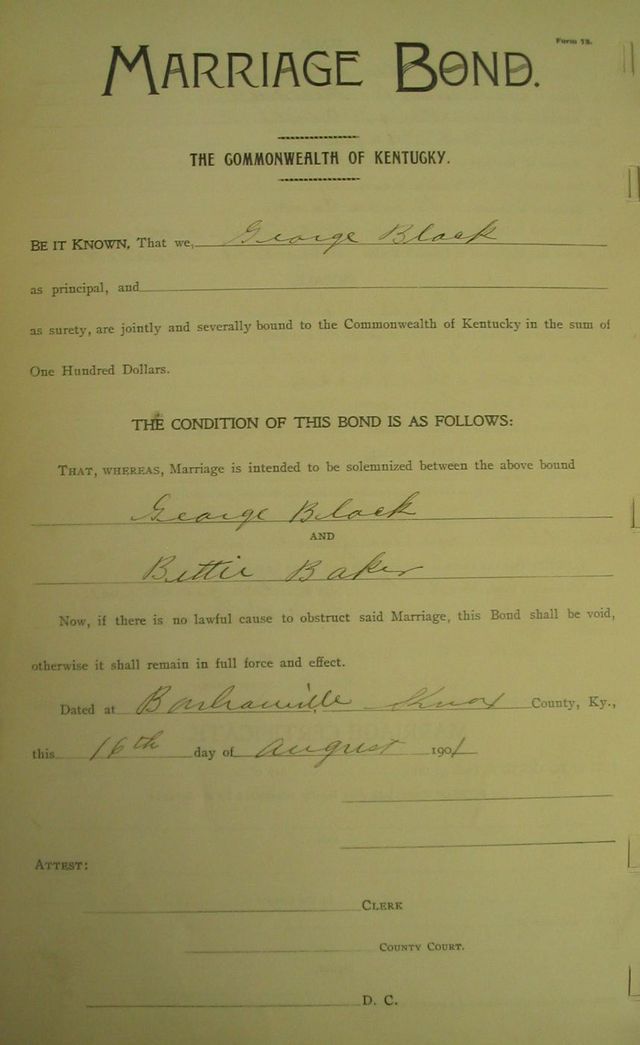 Form 13.
MARRIAGE BOND.
THE COMMONWEALTH OF KENTUCKY.
BE IT KNOWN, That we, George Black
as principal, and
as surety, are jointly and severally bound to the Commonwealth of Kentucky in the sum of
One Hundred Dollars.
THE CONDITION OF THIS BOND IS AS FOLLOWS:
THAT, WHEREAS, Marriage is intended to be solemnized between the above bound
George Black
AND
Bettie Baker
Now, if there is no lawful cause to obstruct said Marriage, this Bond shall be void,
otherwise it shall remain in full force and effect.
Dated at Barbourville Knox County, Ky.,
this 16th day of August 1901
ATTEST:
CLERK
COUNTY COURT.
D. C.